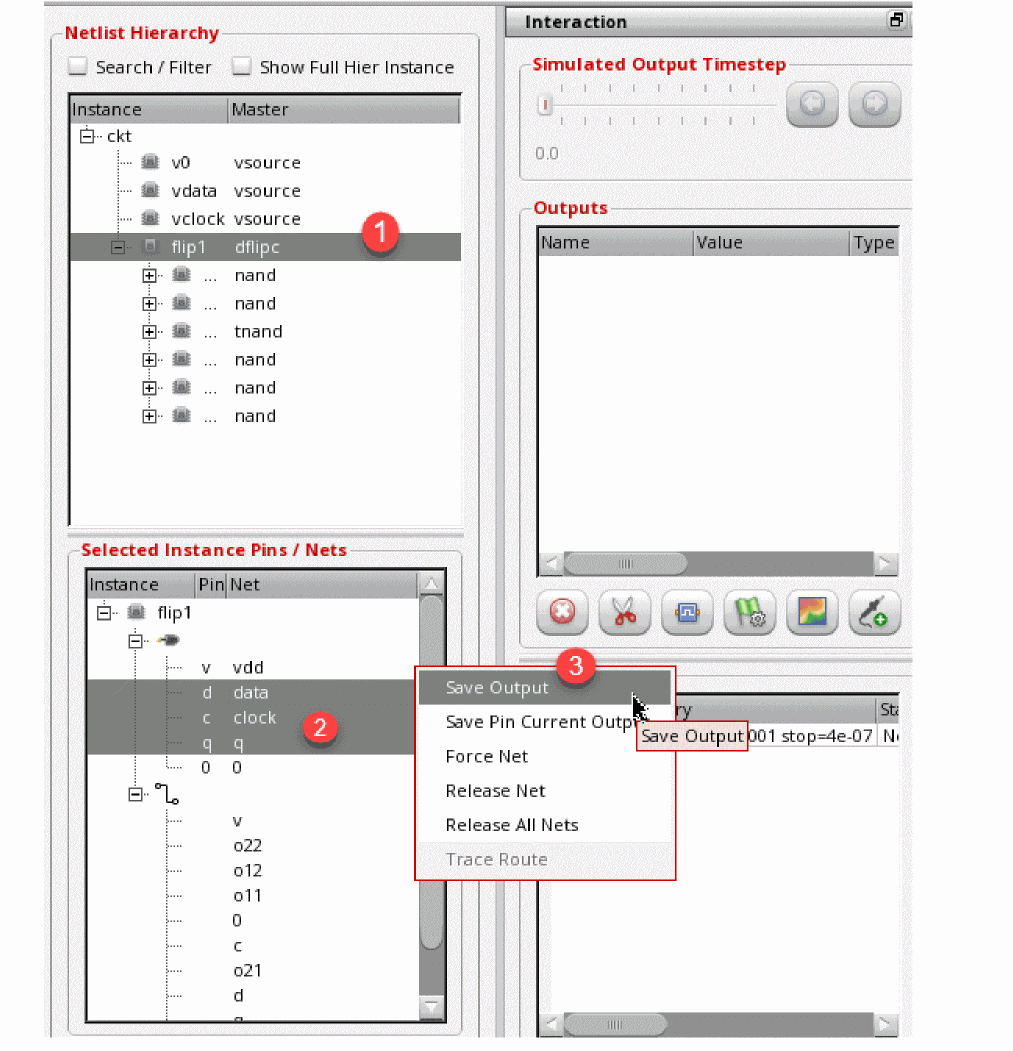 Netlist Hierarchy
Search / Filter Show Full Hier Instance
Instance Master
ckt
v0 vsource
vdata vsource
vclock vsource
flip1 dflipc
1
... nand
... nand
... tnand
... nand
... nand
... nand
Selected Instance Pins / Nets
Instance Pin Net
flip1
v vdd
d data
c clock
2
q q
0 0
v
o22
o12
o11
0
c
o21
d
Interaction
Simulated Output Timestep
0.0
Outputs
Name Value Type
3
Save Output
Save Pin Current
Force Net
Release Net
Release All Nets
Trace Route
Save Output
001 stop=4e-07